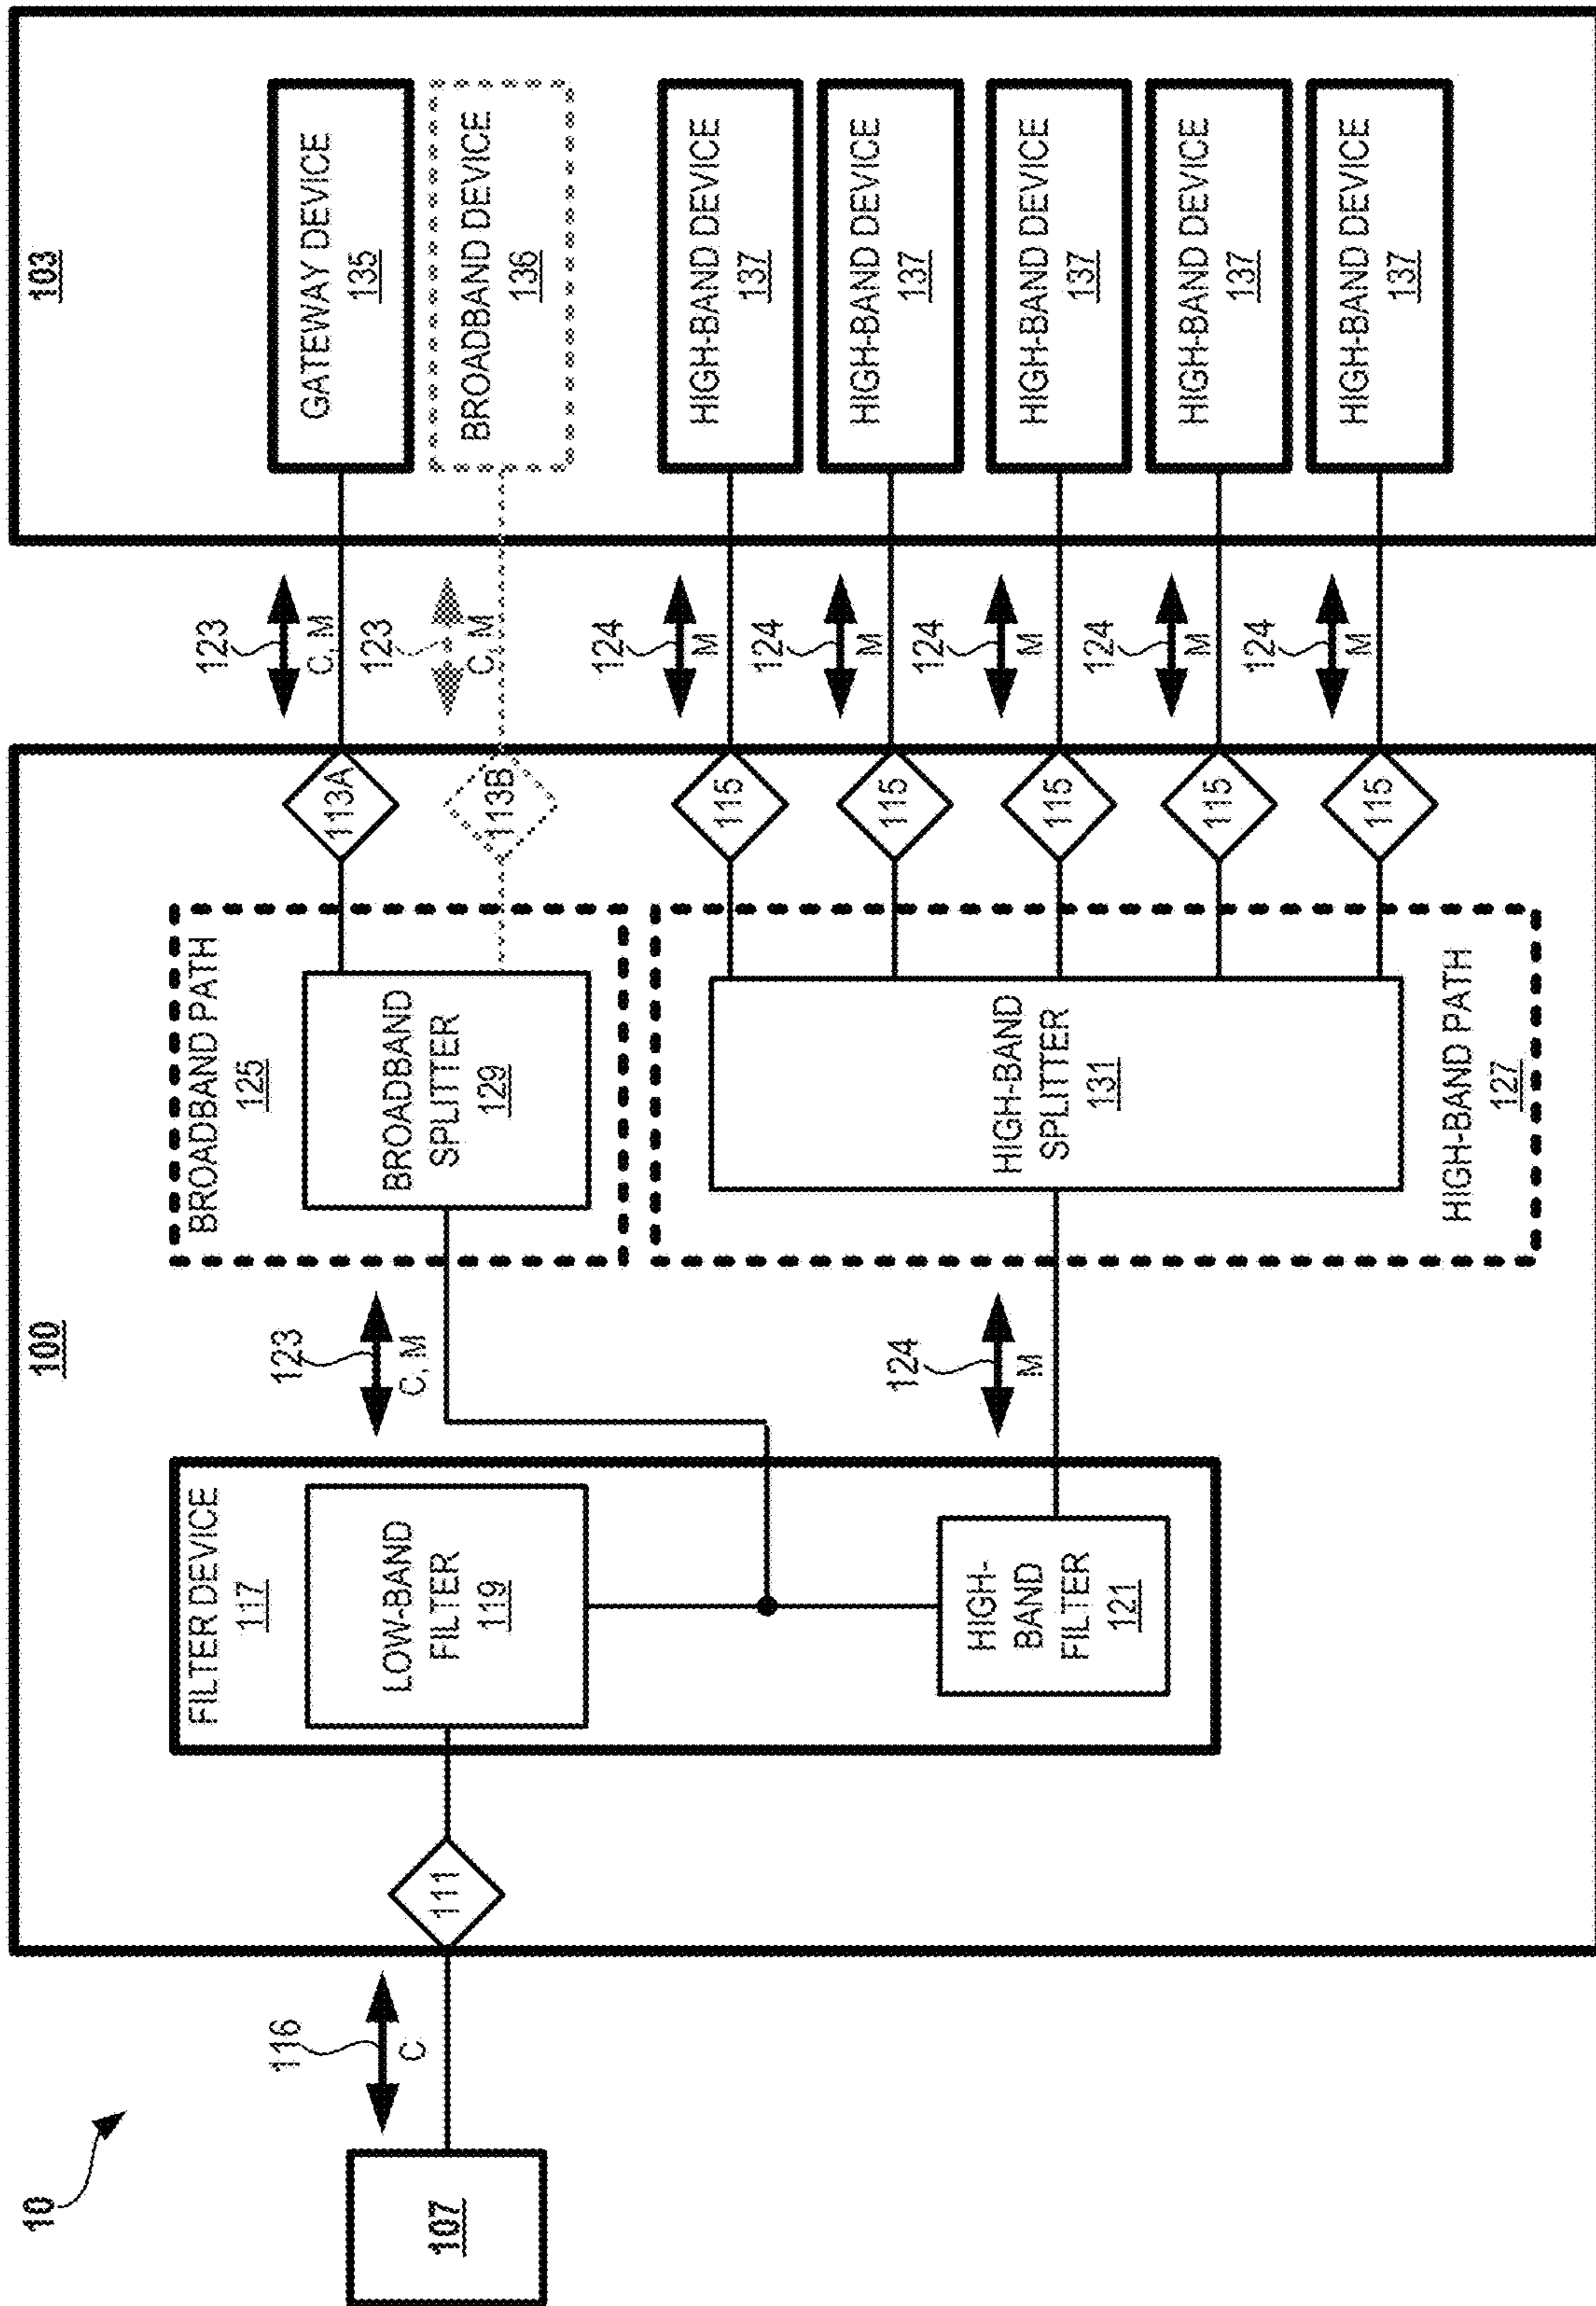 10
107
116
C
100
111
FILTER DEVICE
117
LOW-BAND
FILTER
119
HIGH-
BAND
FILTER
121
123
C, M
124
M
BROADBAND PATH
125
BROADBAND
SPLITTER
129
HIGH-BAND
SPLITTER
131
HIGH-BAND PATH
127
113A
113B
115
115
115
115
115
123
C, M
123
C, M
124
M
124
M
124
M
124
M
124
M
103
GATEWAY DEVICE
135
BROADBAND DEVICE
136
HIGH-BAND DEVICE
137
HIGH-BAND DEVICE
137
HIGH-BAND DEVICE
137
HIGH-BAND DEVICE
137
HIGH-BAND DEVICE
137